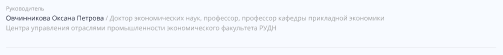 Руководитель
Овчинникова Оксана Петровна / Доктор экономических наук, профессор, профессор кафедры прикладной экономики
Центра управления отраслями промышленности экономического факультета РУДН